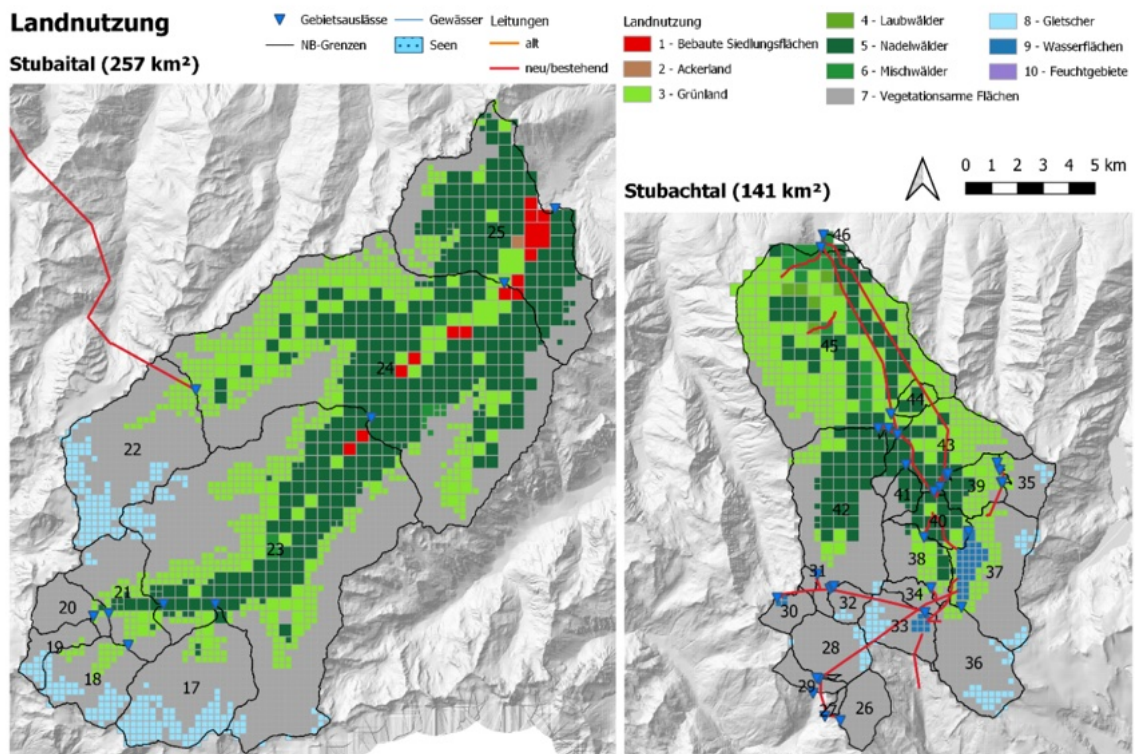 Landnutzung
Gebietsauslässe
Gewässer
Leitungen
NB-Grenzen
Seen
alt
neu/bestehend
Stubaital (257 km²)
Landnutzung
1 - Bebaute Siedlungsflächen
2 - Ackerland
3 - Grünland
4 - Laubwälder
5 - Nadelwälder
6 - Mischwälder
7 - Vegetationsarme Flächen
8 - Gletscher
9 - Wasserflächen
10 - Feuchtgebiete
0 1 2 3 4 5 km
Stubachtal (141 km²)
25
24
22
23
21
20
19
18
17
46
45
44
43
39
35
41
42
40
38
37
31
34
30
32
33
28
36
29
26
27